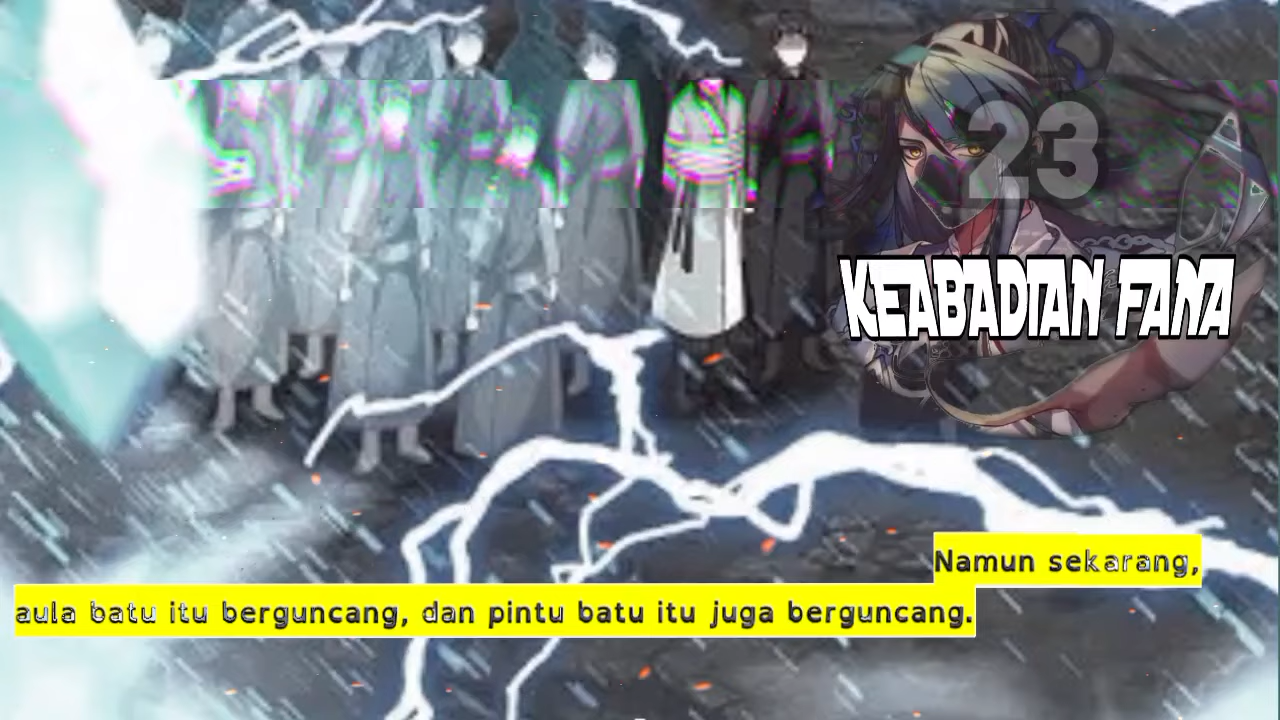 23
KEABADIAN FANA
Namun sekarang,
aula batu itu berguncang, dan pintu batu itu juga berguncang.